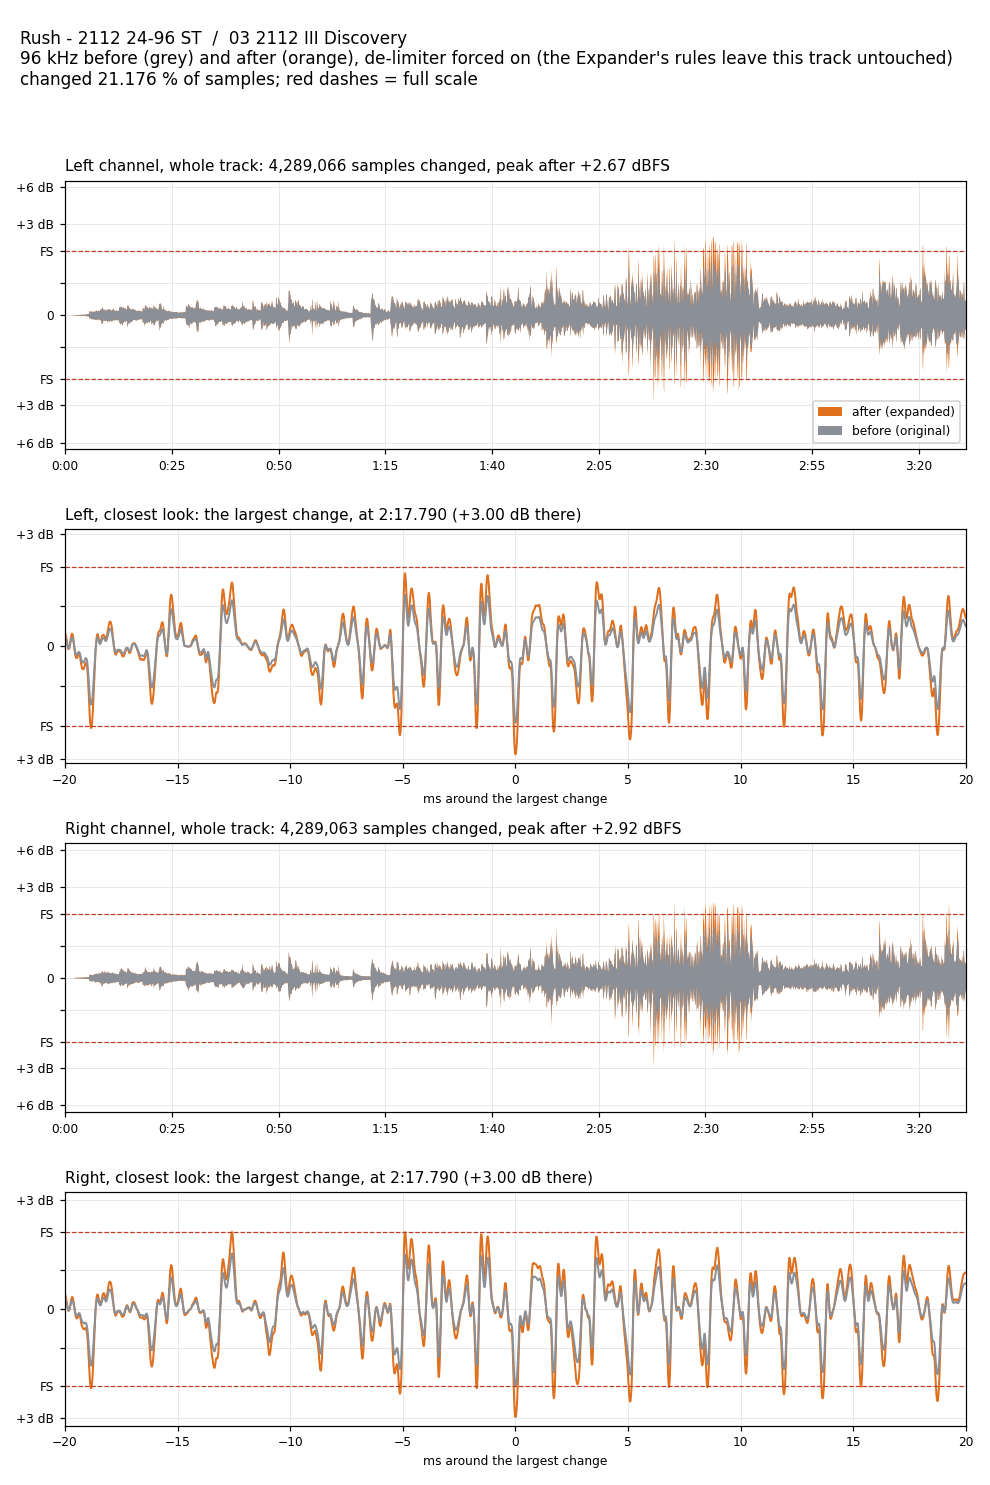 Rush - 2112 24-96 ST  /  03 2112 III Discovery
96 kHz before (grey) and after (orange), de-limiter forced on (the Expander's rules leave this track untouched)
changed 21.176 % of samples; red dashes = full scale
Left channel, whole track: 4,289,066 samples changed, peak after +2.67 dBFS
+6 dB
+3 dB
FS
0
FS
+3 dB
+6 dB
after (expanded)
before (original)
0:00 0:25 0:50 1:15 1:40 2:05 2:30 2:55 3:20
Left, closest look: the largest change, at 2:17.790 (+3.00 dB there)
+3 dB
FS
0
FS
+3 dB
−20 −15 −10 −5 0 5 10 15 20
ms around the largest change
Right channel, whole track: 4,289,063 samples changed, peak after +2.92 dBFS
+6 dB
+3 dB
FS
0
FS
+3 dB
+6 dB
0:00 0:25 0:50 1:15 1:40 2:05 2:30 2:55 3:20
Right, closest look: the largest change, at 2:17.790 (+3.00 dB there)
+3 dB
FS
0
FS
+3 dB
−20 −15 −10 −5 0 5 10 15 20
ms around the largest change